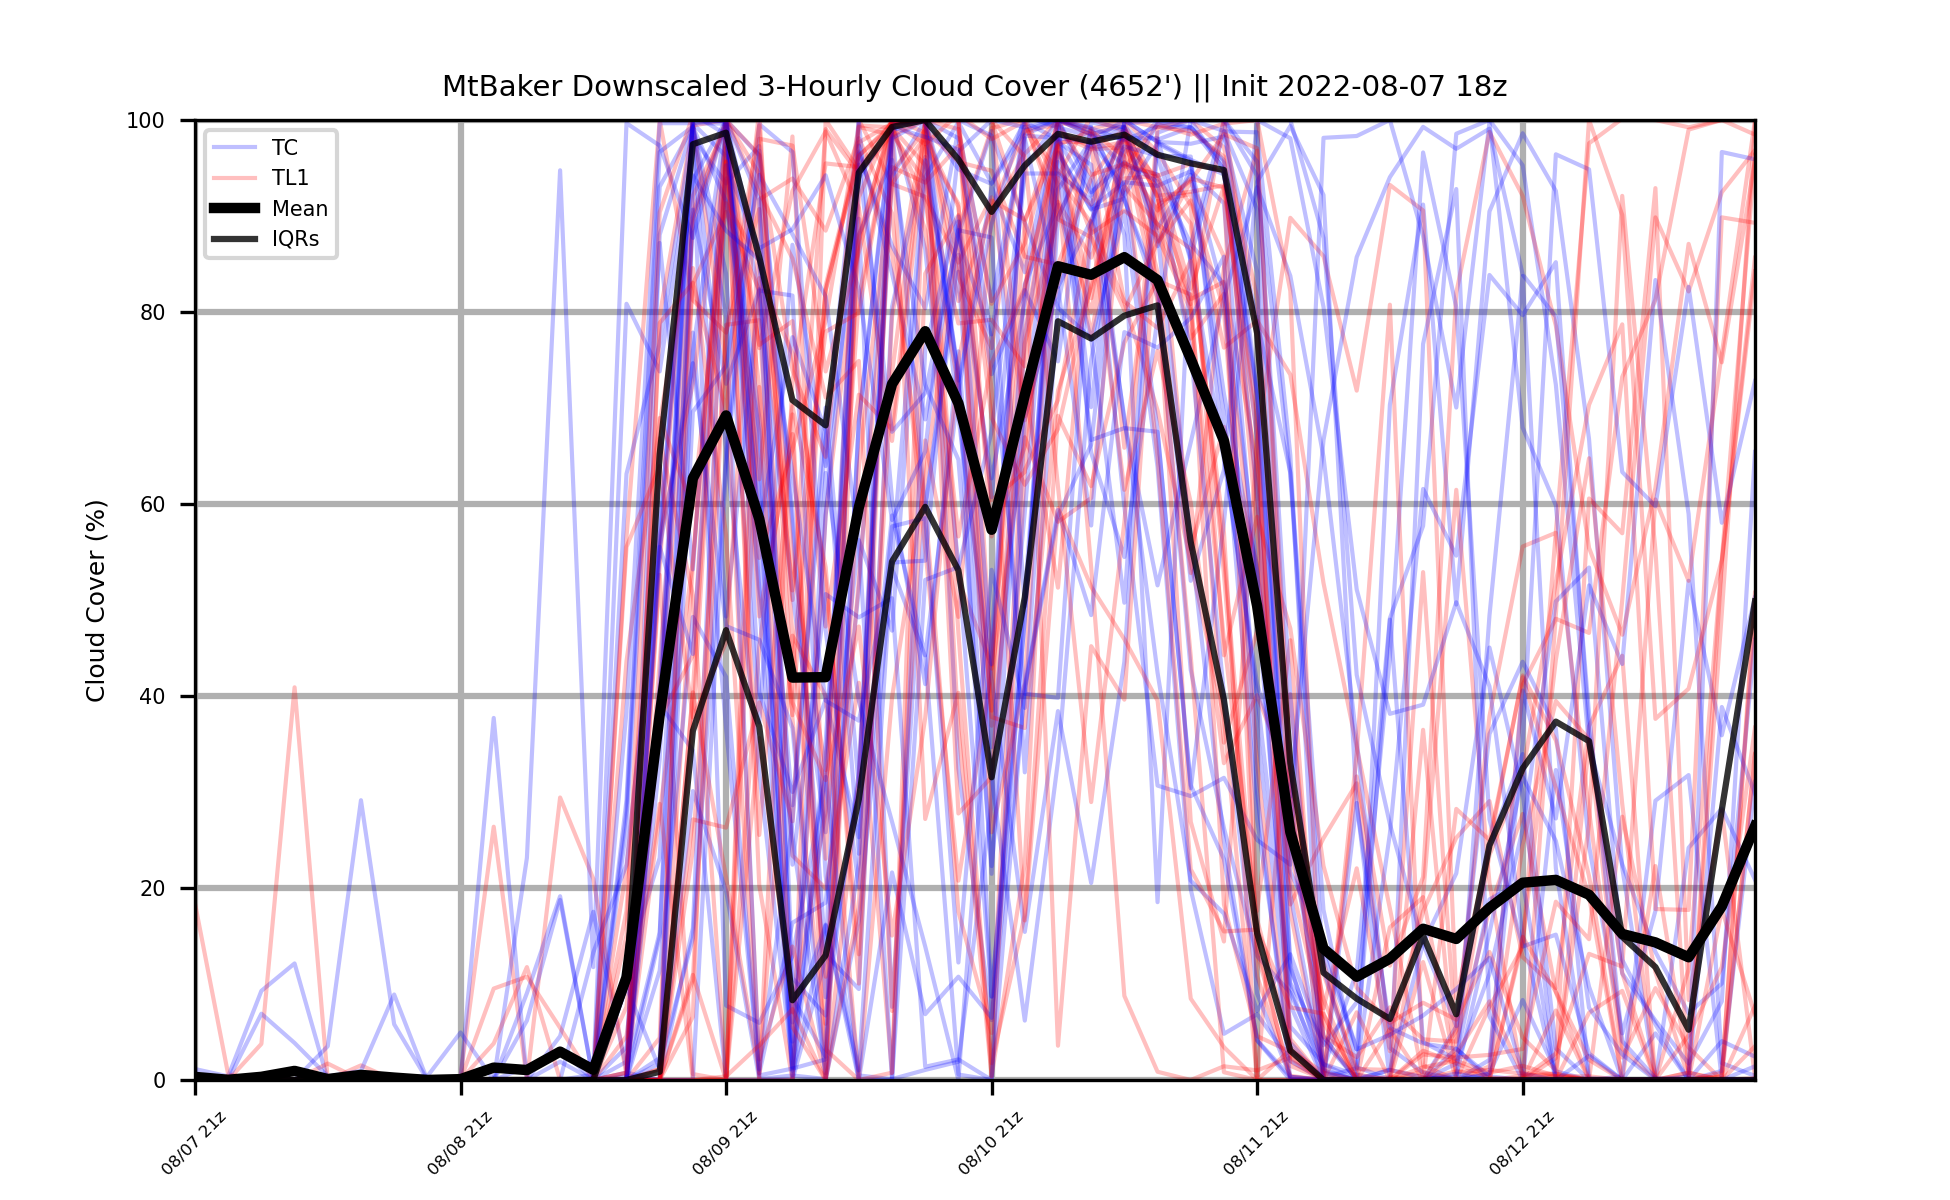 MtBaker Downscaled 3-Hourly Cloud Cover (4652') || Init 2022-08-07 18z
100
80
60
40
20
0
Cloud Cover (%)
TC
TL1
Mean
IQRs
08/07 21z
08/08 21z
08/09 21z
08/10 21z
08/11 21z
08/12 21z